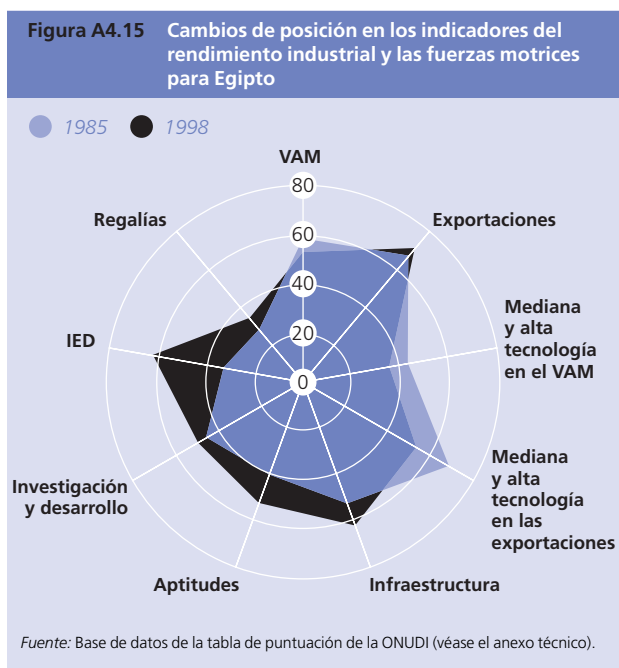 Figura A4.15 Cambios de posición en los indicadores del
rendimiento industrial y las fuerzas motrices
para Egipto
1985 1998
VAM
80
60
40
20
0
Exportaciones
Mediana
y alta
tecnología
en el VAM
Mediana
y alta
tecnología
en las
exportaciones
Infraestructura
Aptitudes
Investigación
y desarrollo
IED
Regalías
Fuente: Base de datos de la tabla de puntuación de la ONUDI (véase el anexo técnico).